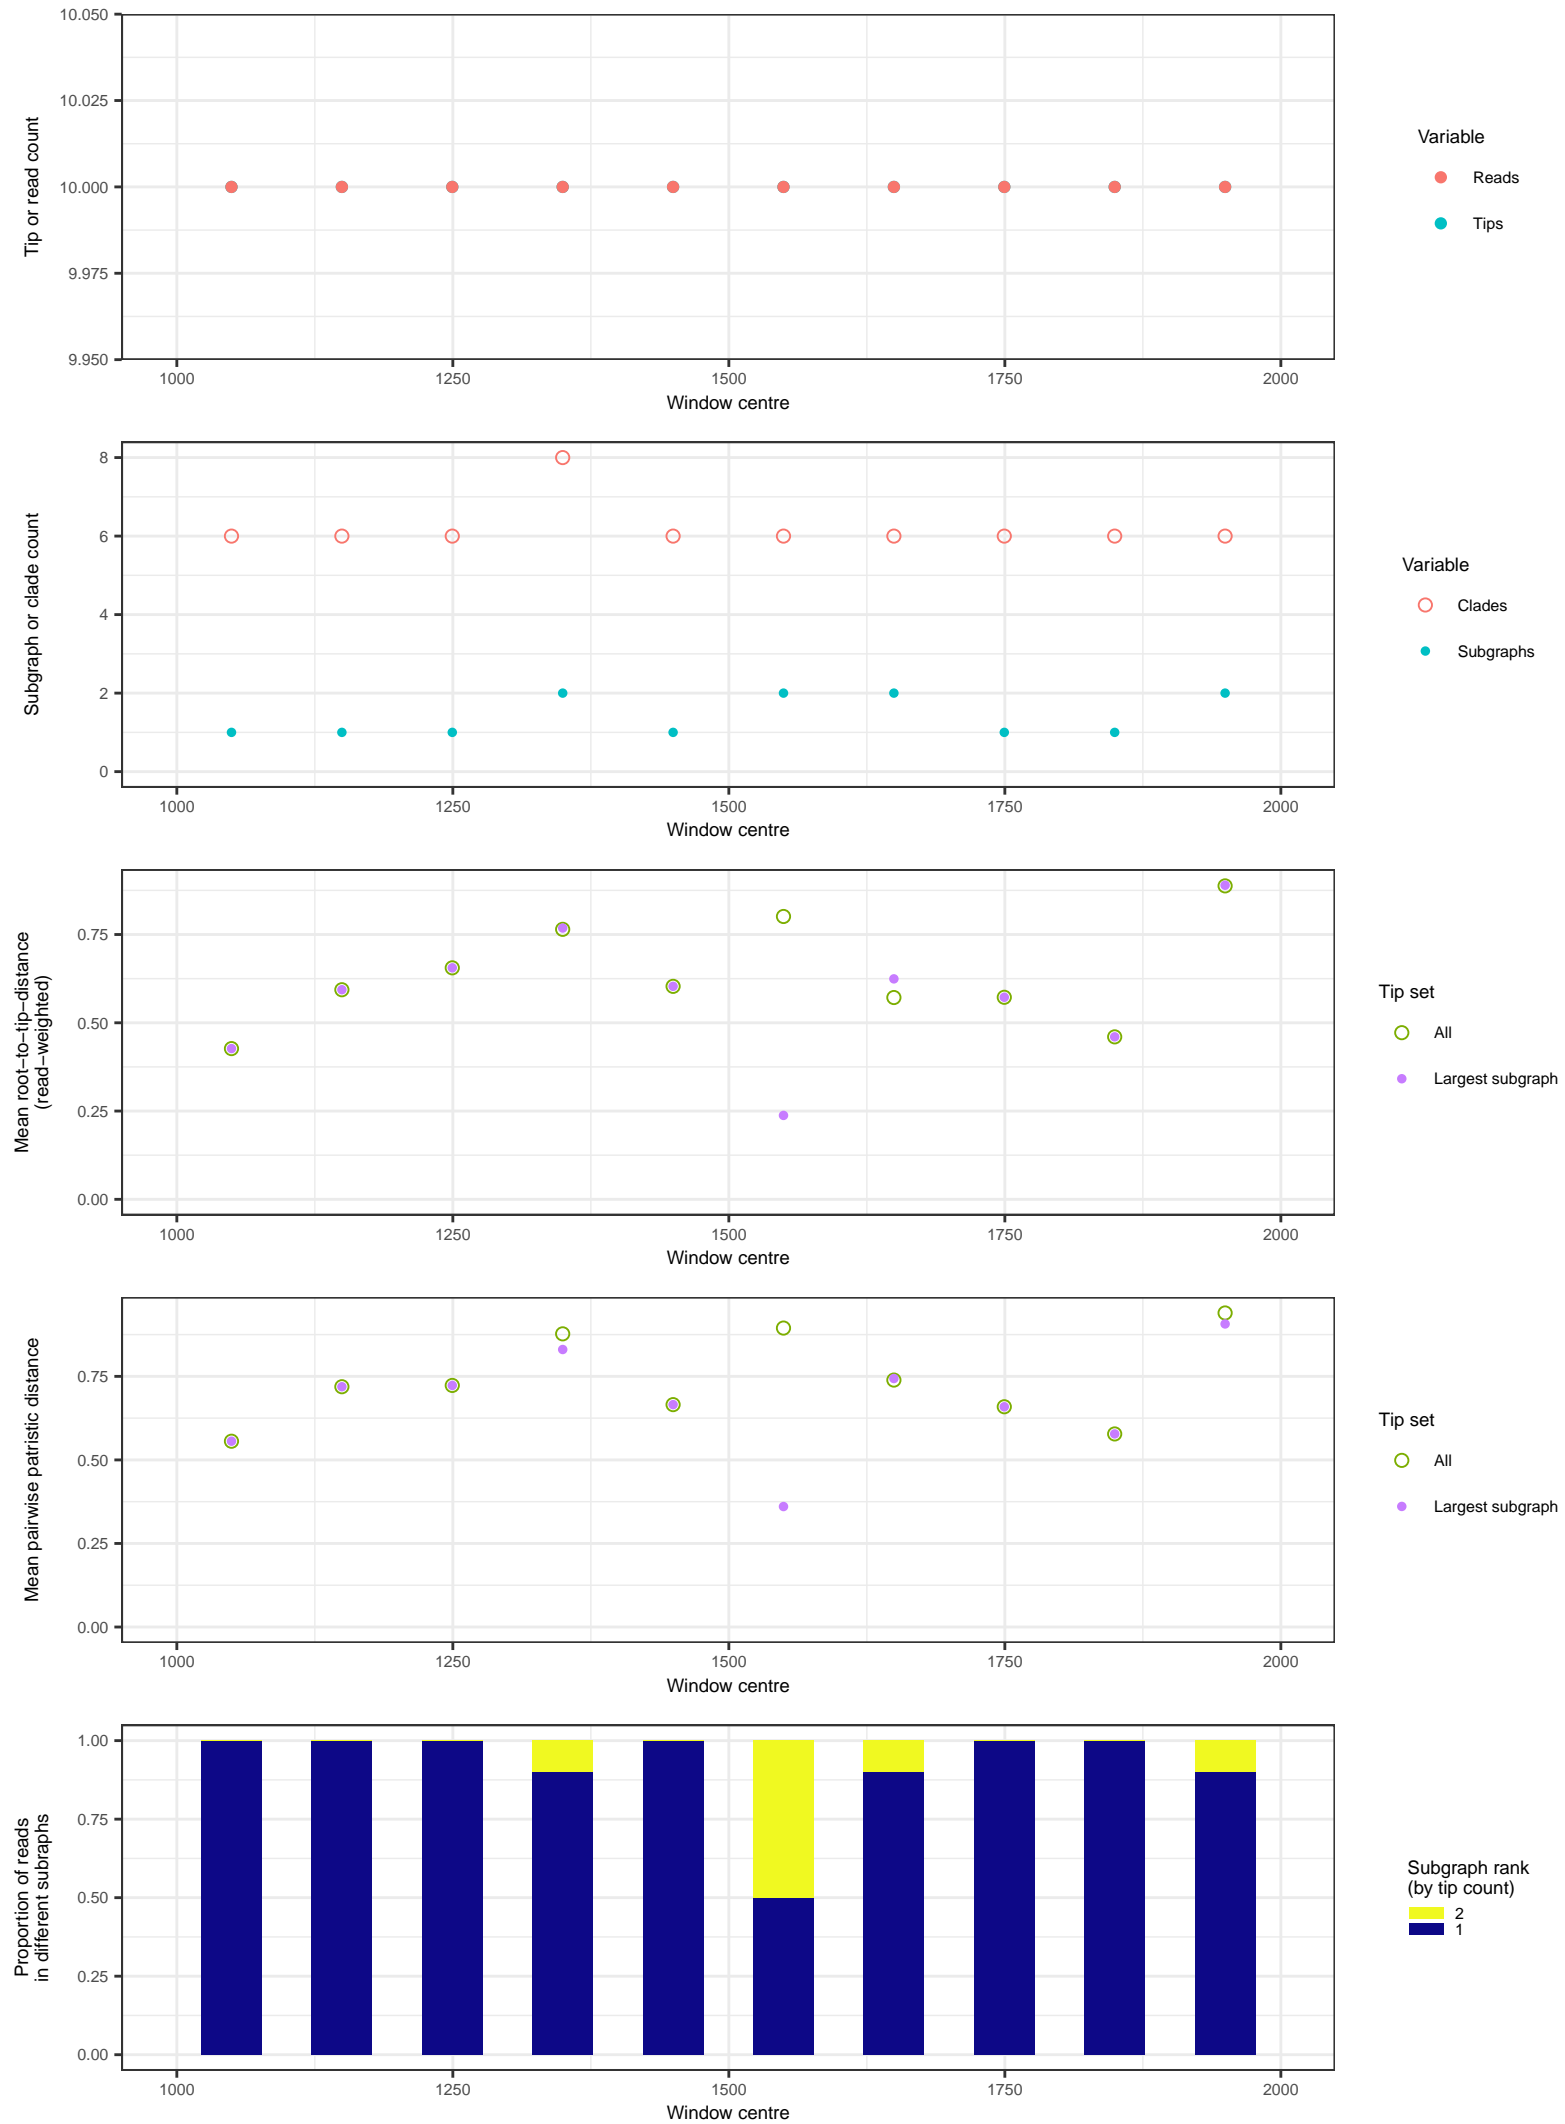 10.050
10.025
10.000
9.975
9.950
Tip or read count
1000 1250 1500 1750 2000
Window centre
Variable
Reads
Tips
8
6
4
2
0
Subgraph or clade count
1000 1250 1500 1750 2000
Window centre
Variable
Clades
Subgraphs
0.75
0.50
0.25
0.00
Mean root−to−tip−distance
(read−weighted)
1000 1250 1500 1750 2000
Window centre
Tip set
All
Largest subgraph
0.75
0.50
0.25
0.00
Mean pairwise patristic distance
1000 1250 1500 1750 2000
Window centre
Tip set
All
Largest subgraph
1.00
0.75
0.50
0.25
0.00
Proportion of reads
in different subraphs
1000 1250 1500 1750 2000
Window centre
Subgraph rank
(by tip count)
2
1